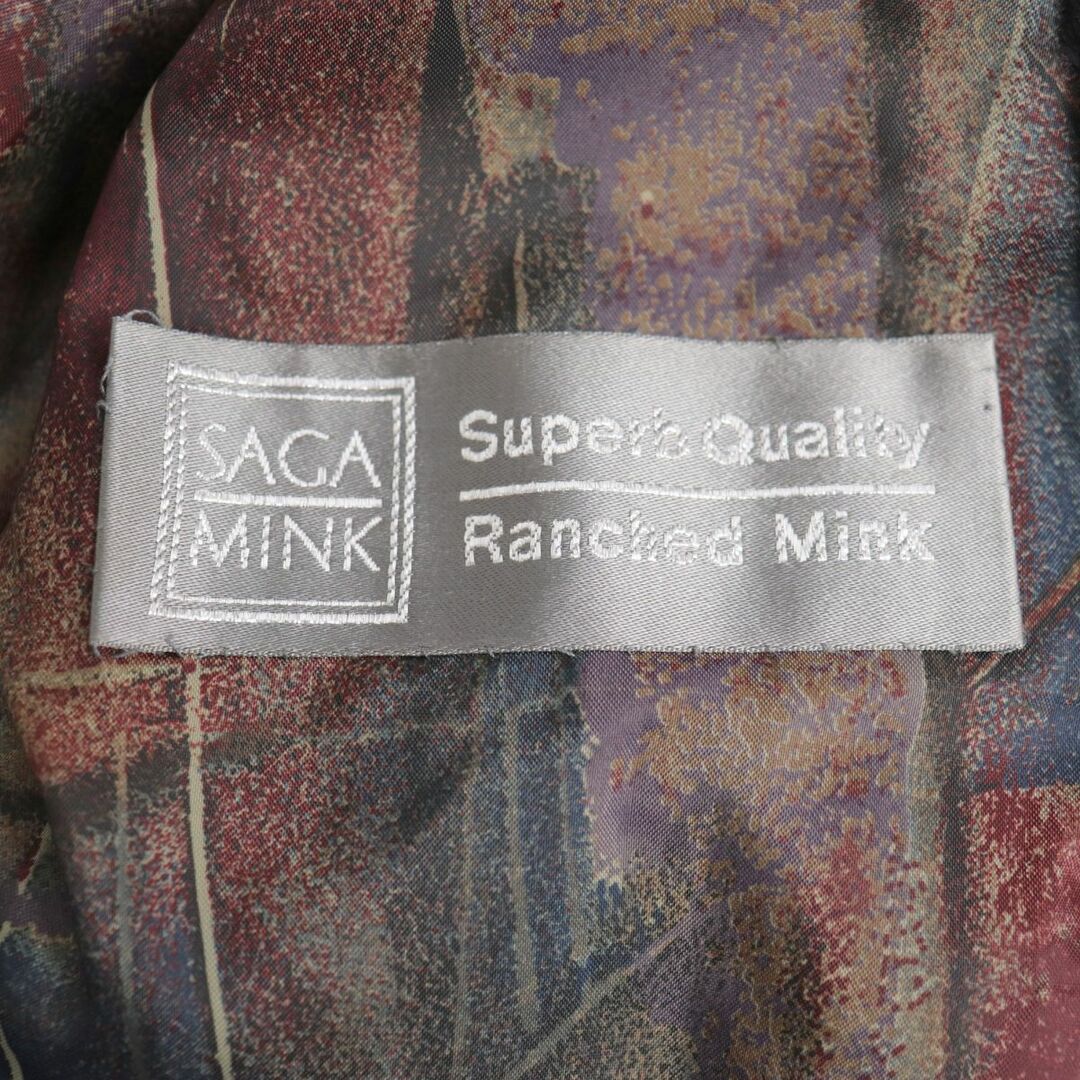 SAGA
MINK
Superb Quality
Ranched Mink